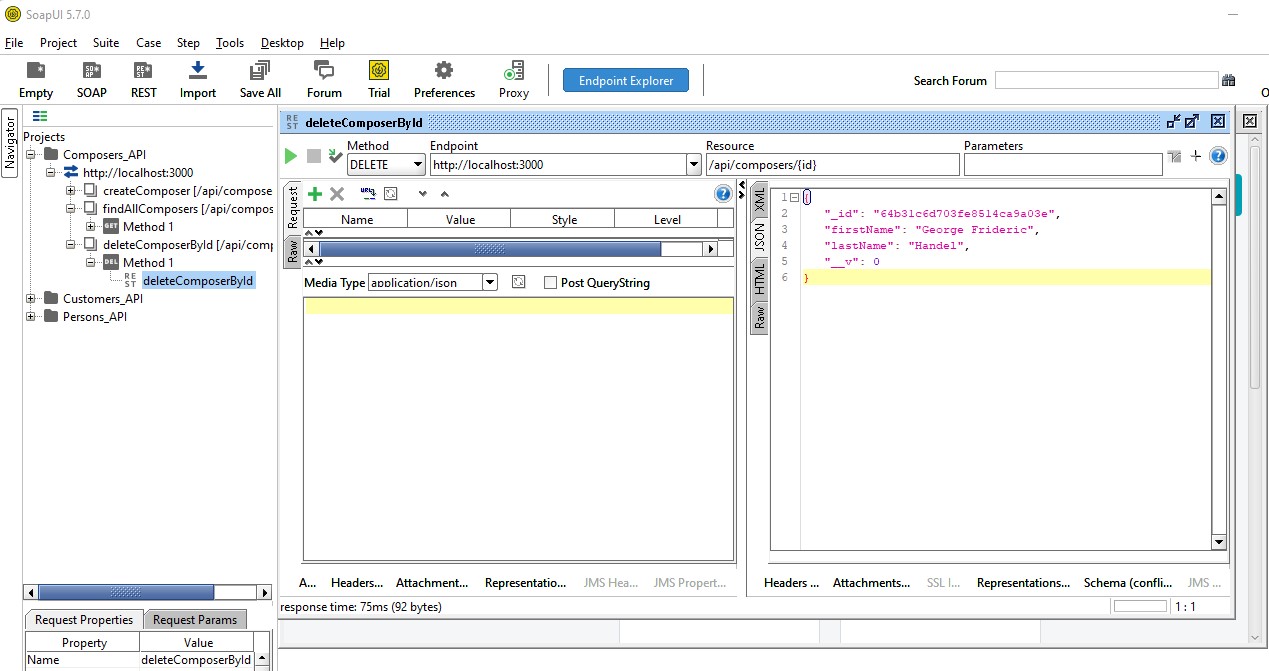 SoapUI 5.7.0
File Project Suite Case Step Tools Desktop Help
Empty SOAP REST Import Save All Forum Trial Preferences Proxy Endpoint Explorer Search Forum
Navigator
Projects
Composers_API
http://localhost:3000
createComposer [/api/compose
findAllComposers [/api/compos
GET Method 1
deleteComposerById [/api/comp
DEL Method 1
REST deleteComposerById
Customers_API
Persons_API
Request Properties Request Params
Property Value
Name deleteComposerById
REST deleteComposerById
Method Endpoint Resource Parameters
DELETE http://localhost:3000 /api/composers/{id}
Request
Raw
Name Value Style Level
Media Type application/json Post QueryString
A... Headers... Attachment... Representatio... JMS Hea... JMS Propert...
XML
JSON
HTML
Raw
1 {
2 "_id": "64b31c6d703fe8514ca9a03e",
3 "firstName": "George Frideric",
4 "lastName": "Handel",
5 "__v": 0
6 }
Headers ... Attachments... SSL I... Representations... Schema (confli... JMS ...
response time: 75ms (92 bytes)
1 : 1